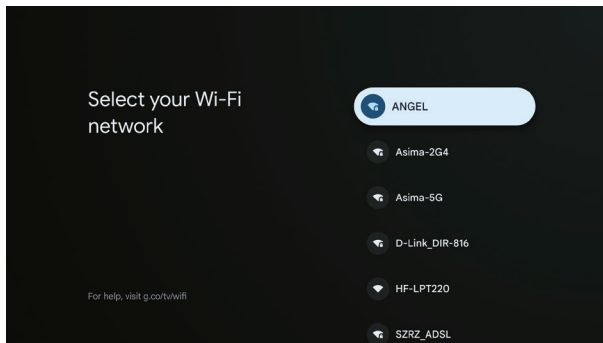 Select your Wi-Fi
network
For help, visit g.co/tv/wifi
ANGEL
Asima-2G4
Asima-5G
D-Link_DIR-816
HF-LPT220
SZRZ_ADSL